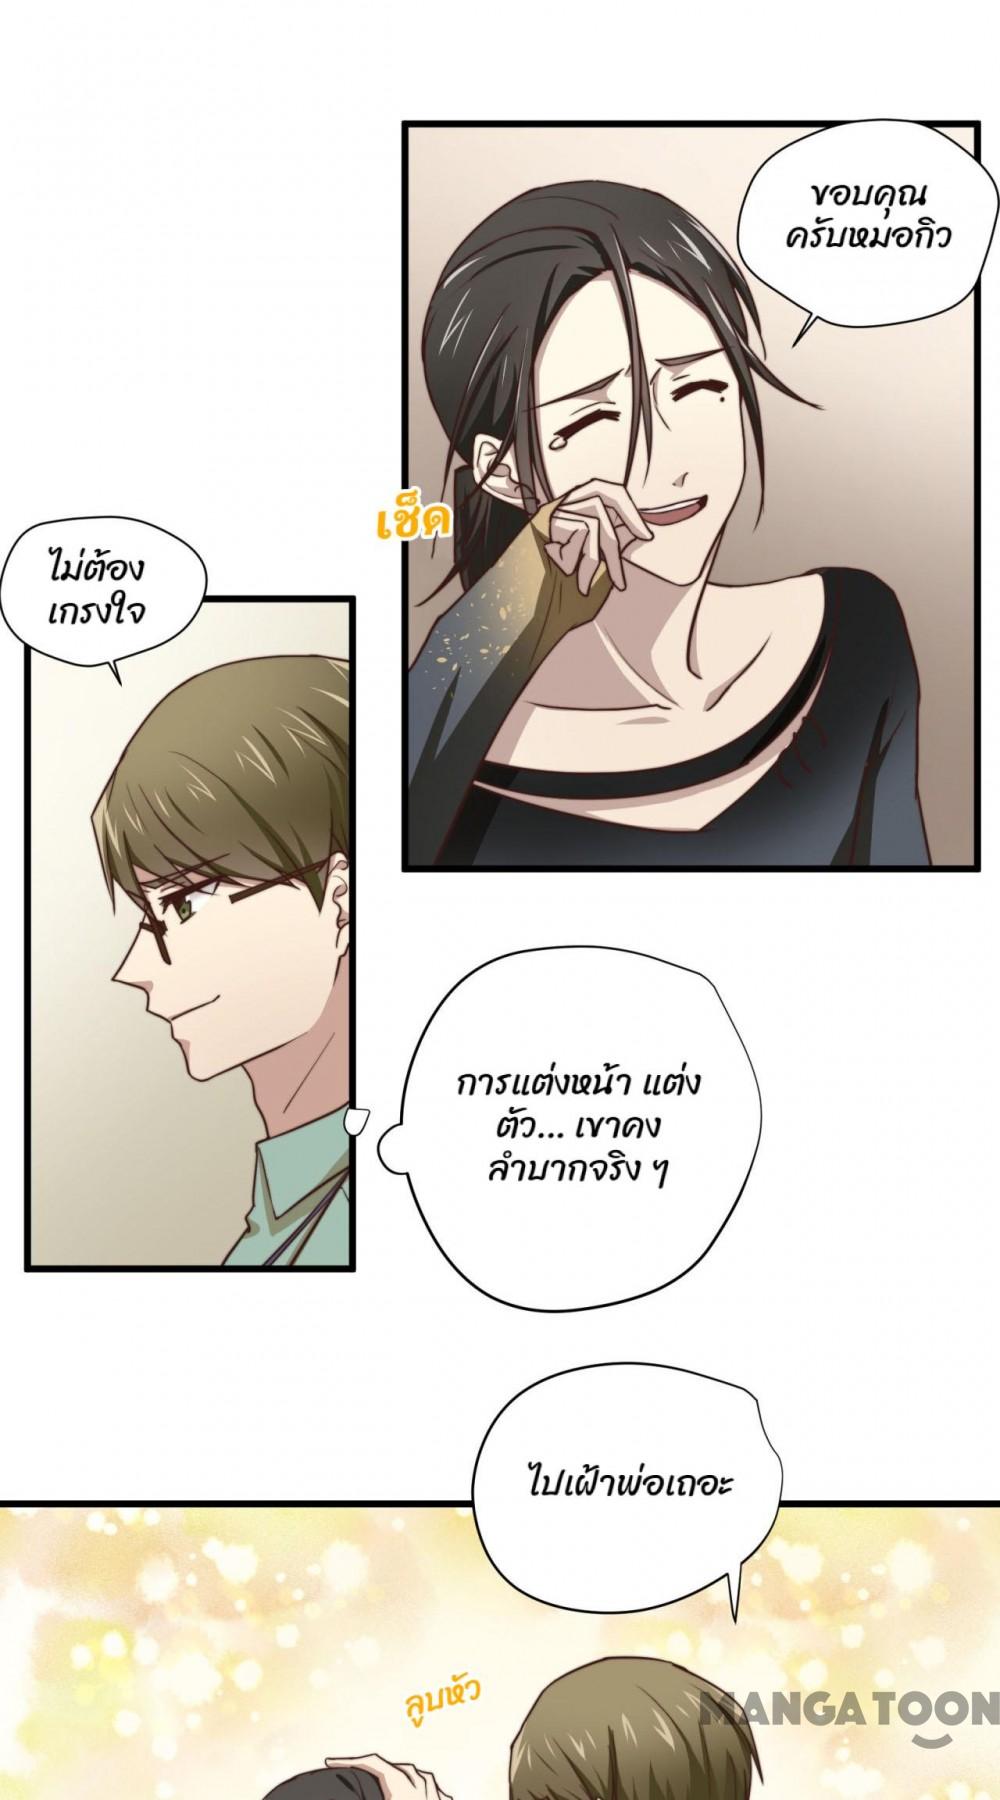 ขอบคุณ
ครับหมอกิว
เช็ด
ไม่ต้อง
เกรงใจ
การแต่งหน้า แต่ง
ตัว... เขาคง
ลำบากจริง ๆ
ไปเฝ้าพ่อเถอะ
ลูบหัว
MANGATOON